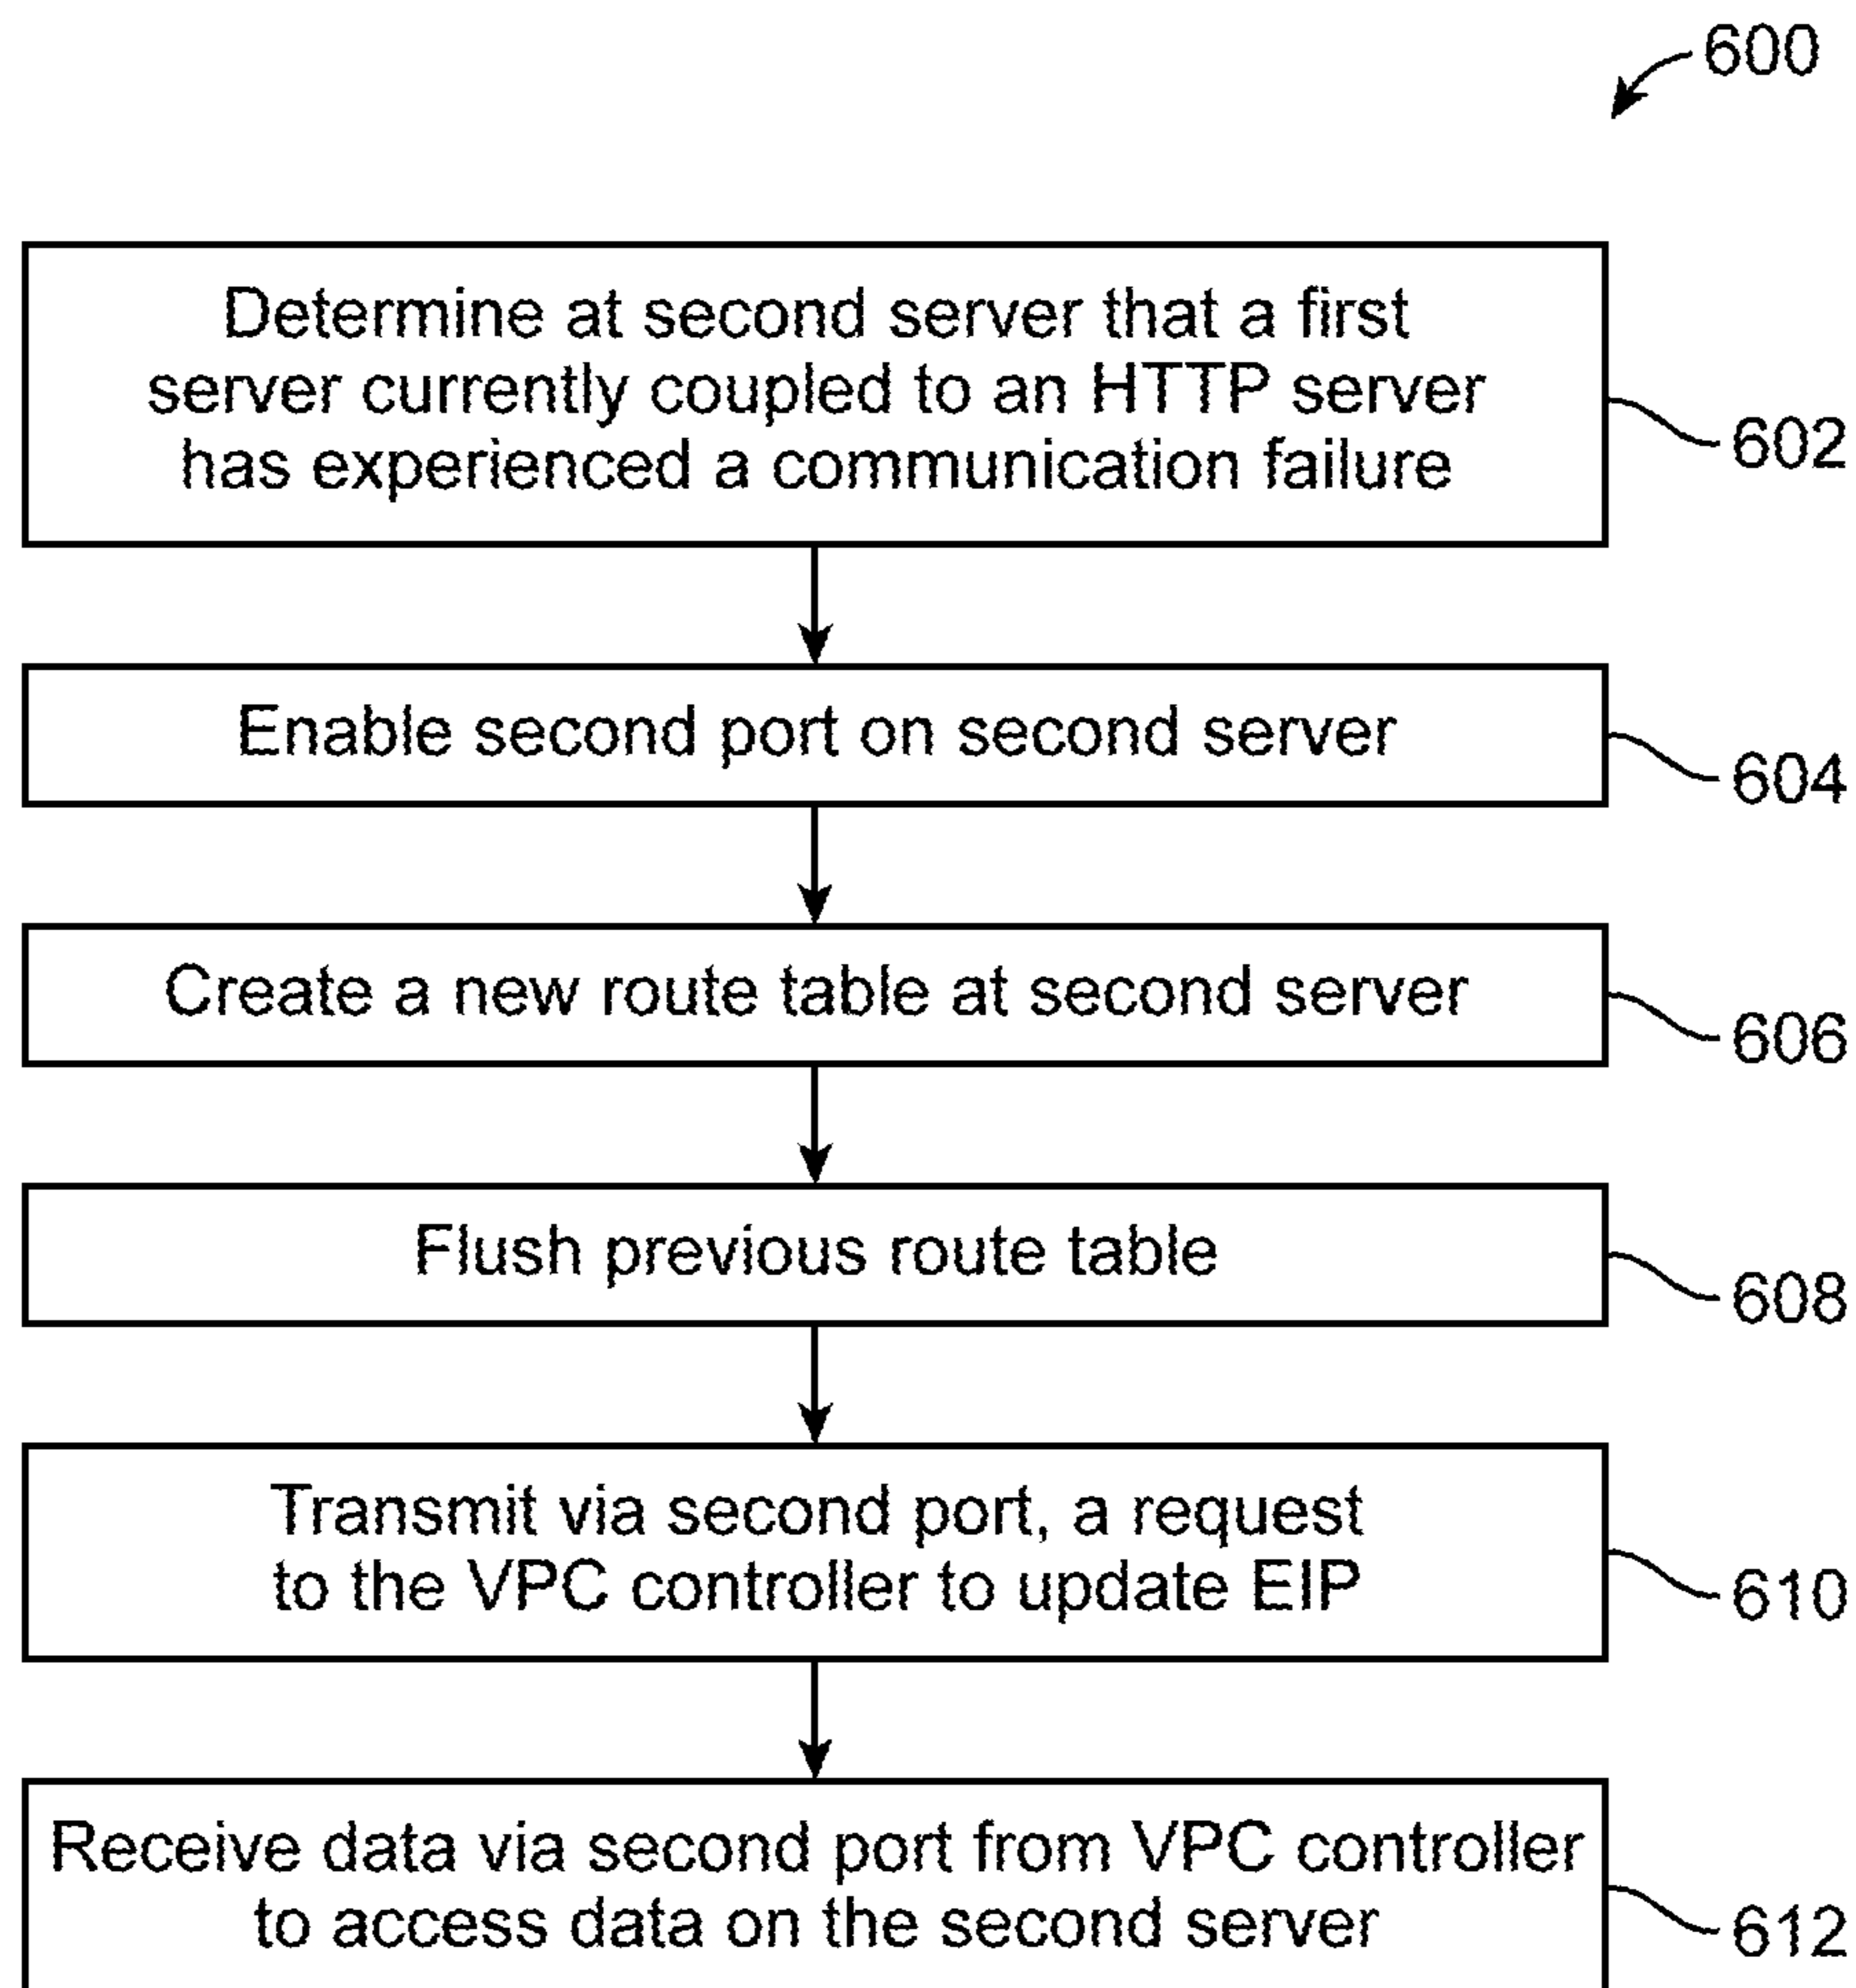 600
Determine at second server that a first
server currently coupled to an HTTP server
has experienced a communication failure
602
Enable second port on second server
604
Create a new route table at second server
606
Flush previous route table
608
Transmit via second port, a request
to the VPC controller to update EIP
610
Receive data via second port from VPC controller
to access data on the second server
612